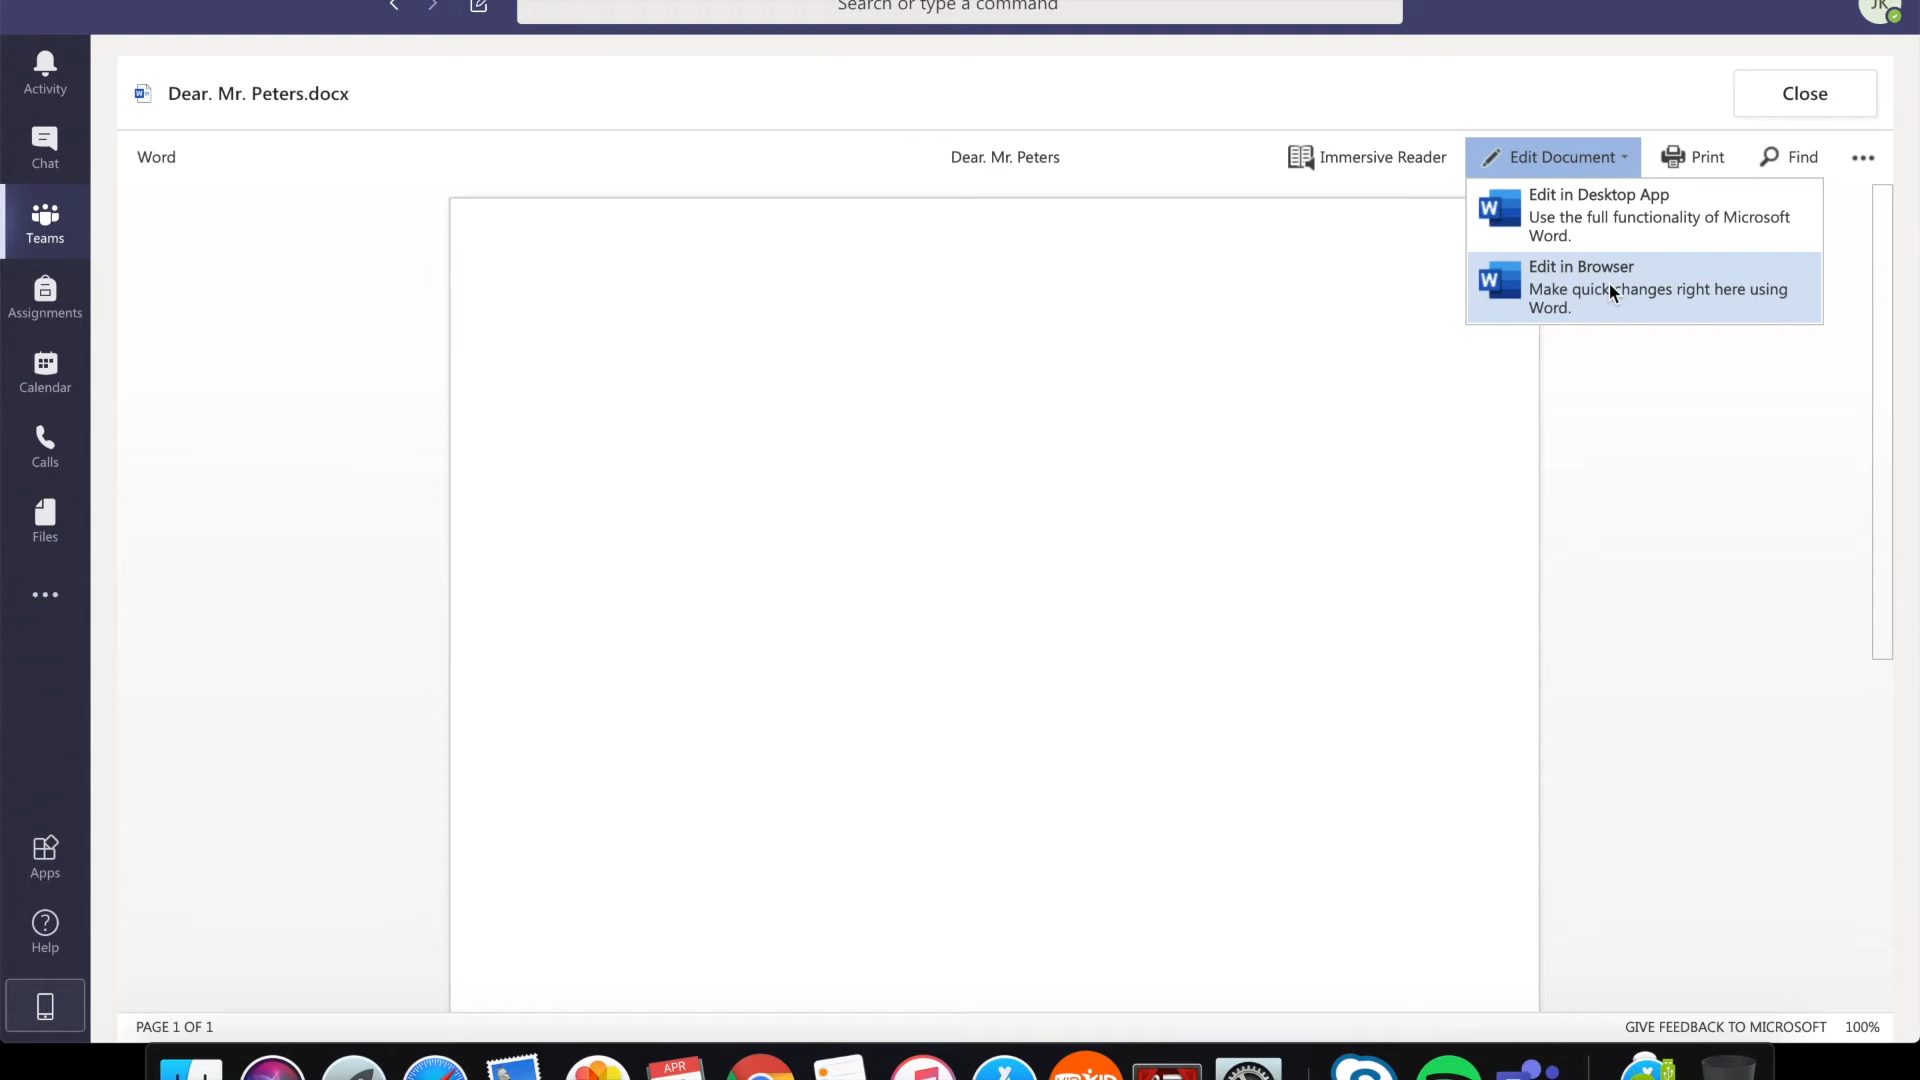 Search or type a command
JK
Activity
Chat
Teams
Assignments
Calendar
Calls
Files
Apps
Help
Dear. Mr. Peters.docx
Close
Word
Dear. Mr. Peters
Immersive Reader
Edit Document
Print
Find
W
Edit in Desktop App
Use the full functionality of Microsoft
Word.
W
Edit in Browser
Make quick changes right here using
Word.
PAGE 1 OF 1
GIVE FEEDBACK TO MICROSOFT
100%
APR